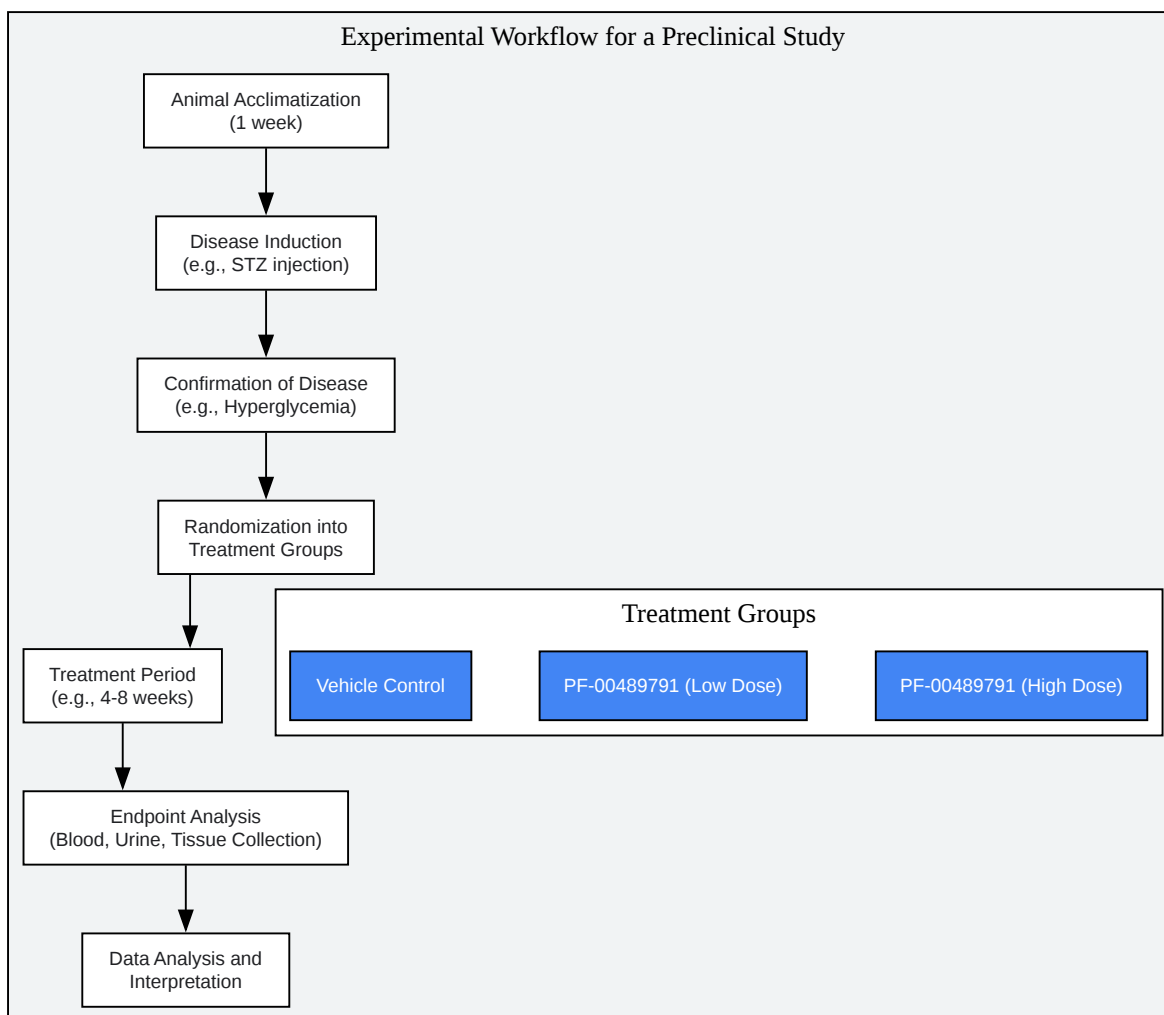 Experimental Workflow for a Preclinical Study
Animal Acclimatization
(1 week)
Disease Induction
(e.g., STZ injection)
Confirmation of Disease
(e.g., Hyperglycemia)
Randomization into
Treatment Groups
Treatment Groups
Vehicle Control
PF-00489791 (Low Dose)
PF-00489791 (High Dose)
Treatment Period
(e.g., 4-8 weeks)
Endpoint Analysis
(Blood, Urine, Tissue Collection)
Data Analysis and
Interpretation